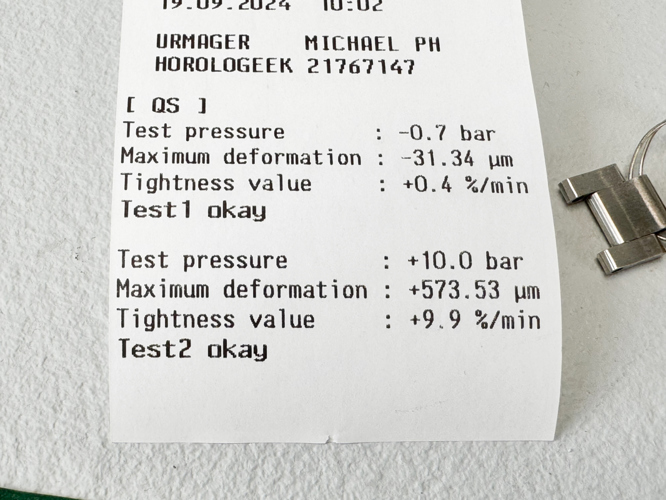 19.09.2024 10:02
URMAGER MICHAEL PH
HOROLOGEEK 21767147
[ QS ]
Test pressure : -0.7 bar
Maximum deformation : -31.34 µm
Tightness value : +0.4 %/min
Test1 okay
Test pressure : +10.0 bar
Maximum deformation : +573.53 µm
Tightness value : +9.9 %/min
Test2 okay